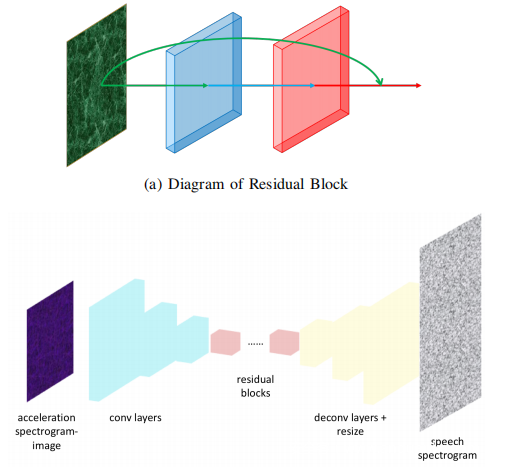 (a) Diagram of Residual Block
......
residual
blocks
acceleration
spectrogram-
image
conv layers
deconv layers +
resize
speech
spectrogram